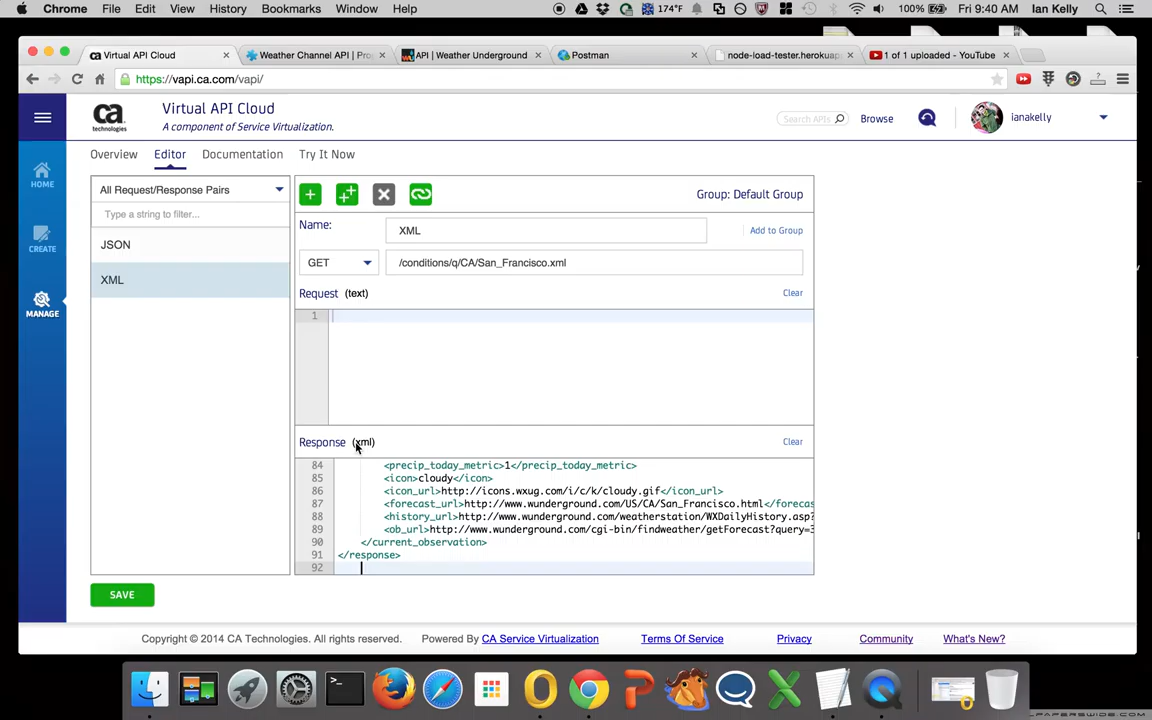 Chrome File Edit View History Bookmarks Window Help 174°F 100% Fri 9:40 AM Ian Kelly
Virtual API Cloud Weather Channel API | Pro API | Weather Underground Postman node-load-tester.herokuap 1 of 1 uploaded - YouTube
https://vapi.ca.com/vapi/
ca technologies
Virtual API Cloud
A component of Service Virtualization.
Search APIs Browse ianakelly
HOME
CREATE
MANAGE
Overview Editor Documentation Try It Now
All Request/Response Pairs
Type a string to filter...
JSON
XML
Group: Default Group
Name: XML Add to Group
GET /conditions/q/CA/San_Francisco.xml
Request (text) Clear
1
Response (xml) Clear
84 <precip_today_metric>1</precip_today_metric>
85 <icon>cloudy</icon>
86 <icon_url>http://icons.wxug.com/i/c/k/cloudy.gif</icon_url>
87 <forecast_url>http://www.wunderground.com/US/CA/San_Francisco.html</forecas
88 <history_url>http://www.wunderground.com/weatherstation/WXDailyHistory.asp?
89 <ob_url>http://www.wunderground.com/cgi-bin/findweather/getForecast?query=3
90 </current_observation>
91 </response>
92
SAVE
Copyright © 2014 CA Technologies. All rights reserved. Powered By CA Service Virtualization Terms Of Service Privacy Community What's New?